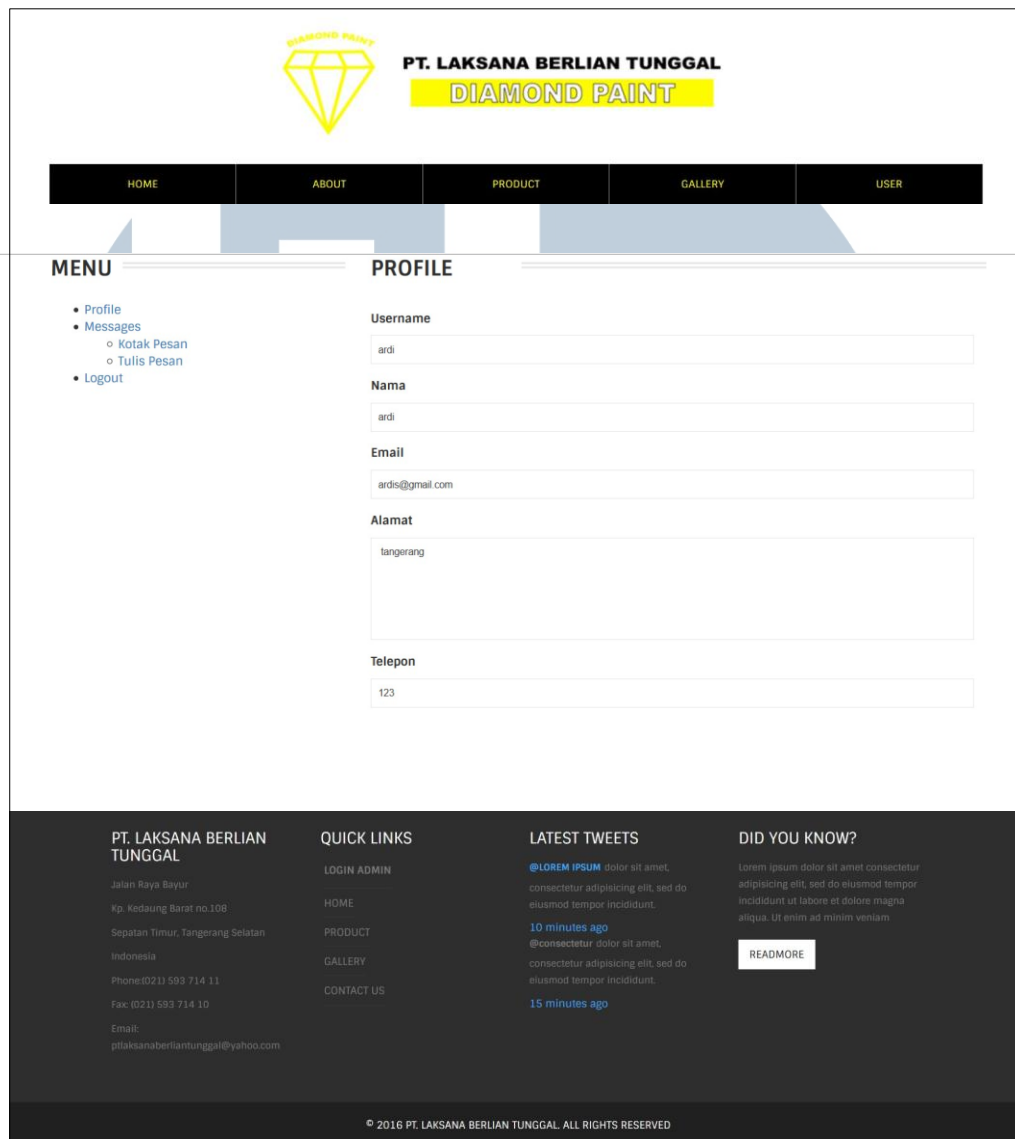 DIAMOND PAINT
PT. LAKSANA BERLIAN TUNGGAL
DIAMOND PAINT
HOME
ABOUT
PRODUCT
GALLERY
USER
MENU
Profile
Messages
Kotak Pesan
Tulis Pesan
Logout
PROFILE
Username
ardi
Nama
ardi
Email
ardis@gmail.com
Alamat
tangerang
Telepon
123
PT. LAKSANA BERLIAN
TUNGGAL
Jalan Raya Bayur
Kp. Kedaung Barat no.108
Sepatan Timur, Tangerang Selatan
Indonesia
Phone:(021) 593 714 11
Fax: (021) 593 714 10
Email:
ptlaksanaberliantunggal@yahoo.com
QUICK LINKS
LOGIN ADMIN
HOME
PRODUCT
GALLERY
CONTACT US
LATEST TWEETS
@LOREM IPSUM dolor sit amet,
consectetur adipisicing elit, sed do
eiusmod tempor incididunt.
10 minutes ago
@consectetur dolor sit amet,
consectetur adipisicing elit, sed do
eiusmod tempor incididunt.
15 minutes ago
DID YOU KNOW?
Lorem ipsum dolor sit amet consectetur
adipisicing elit, sed do eiusmod tempor
incididunt ut labore et dolore magna
aliqua. Ut enim ad minim veniam
READMORE
© 2016 PT. LAKSANA BERLIAN TUNGGAL. ALL RIGHTS RESERVED